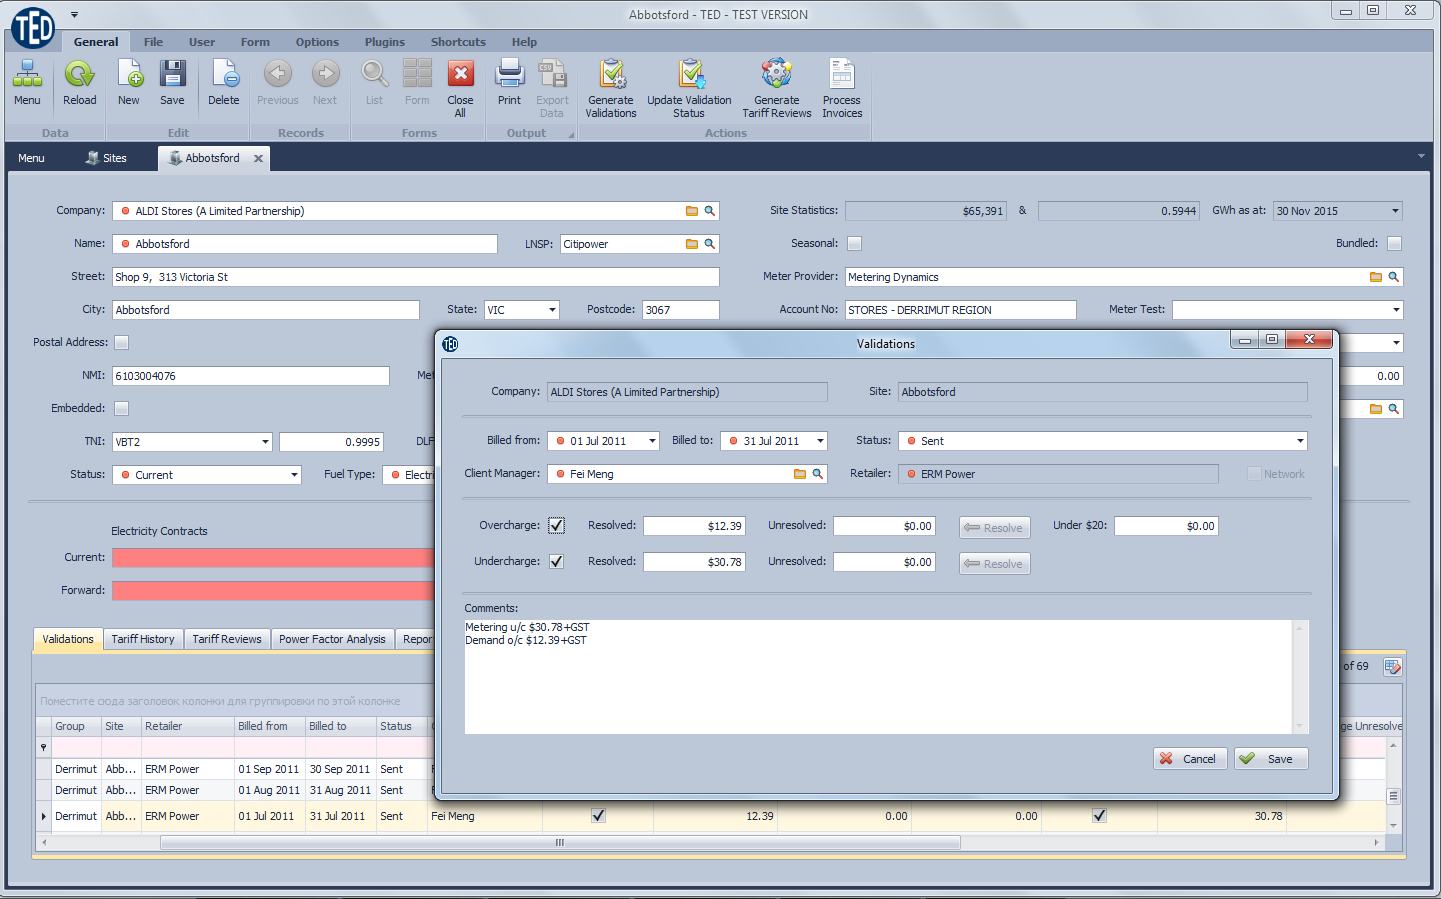 Abbotsford - TED - TEST VERSION
TED
General File User Form Options Plugins Shortcuts Help
Menu Reload New Save Delete Previous Next List Form Close All Print Export Data Generate Validations Update Validation Status Generate Tariff Reviews Process Invoices
Data Edit Records Forms Output Actions
Menu Sites Abbotsford
Company: ALDI Stores (A Limited Partnership) Site Statistics: $65,391 & 0.5944 GWh as at: 30 Nov 2015
Name: Abbotsford LNSP: Citipower Seasonal: Bundled:
Street: Shop 9, 313 Victoria St Meter Provider: Metering Dynamics
City: Abbotsford State: VIC Postcode: 3067 Account No: STORES - DERRIMUT REGION Meter Test:
Postal Address:
NMI: 6103004076 Met 0.00
Embedded:
TNI: VBT2 0.9995 DLF
Status: Current Fuel Type: Electri
Electricity Contracts
Current:
Forward:
TED Validations
Company: ALDI Stores (A Limited Partnership) Site: Abbotsford
Billed from: 01 Jul 2011 Billed to: 31 Jul 2011 Status: Sent
Client Manager: Fei Meng Retailer: ERM Power Network
Overcharge: Resolved: $12.39 Unresolved: $0.00 Resolve Under $20: $0.00
Undercharge: Resolved: $30.78 Unresolved: $0.00 Resolve
Comments:
Metering u/c $30.78+GST
Demand o/c $12.39+GST
Cancel Save
Validations Tariff History Tariff Reviews Power Factor Analysis Repor
of 69
Поместите сюда заголовок колонки для группировки по этой колонке
Group Site Retailer Billed from Billed to Status ge Unresolve
Derrimut Abb... ERM Power 01 Sep 2011 30 Sep 2011 Sent
Derrimut Abb... ERM Power 01 Aug 2011 31 Aug 2011 Sent
Derrimut Abb... ERM Power 01 Jul 2011 31 Jul 2011 Sent Fei Meng 12.39 0.00 0.00 30.78